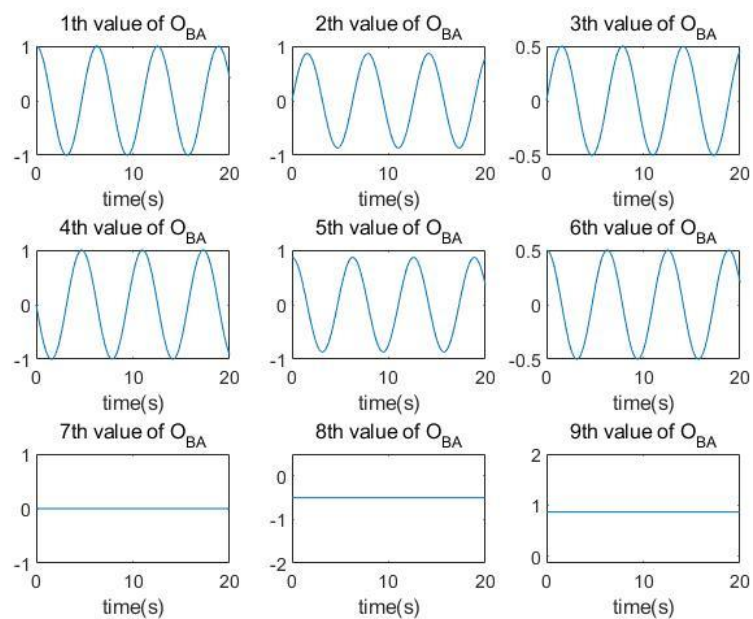 1th value of O_BA 2th value of O_BA 3th value of O_BA
1 1 0.5
0 0 0
-1 -1 -0.5
0 10 20 0 10 20 0 10 20
time(s) time(s) time(s)
4th value of O_BA 5th value of O_BA 6th value of O_BA
1 1 0.5
0 0 0
-1 -1 -0.5
0 10 20 0 10 20 0 10 20
time(s) time(s) time(s)
7th value of O_BA 8th value of O_BA 9th value of O_BA
1 0 2
0 -1 1
-1 -2 0
0 10 20 0 10 20 0 10 20
time(s) time(s) time(s)